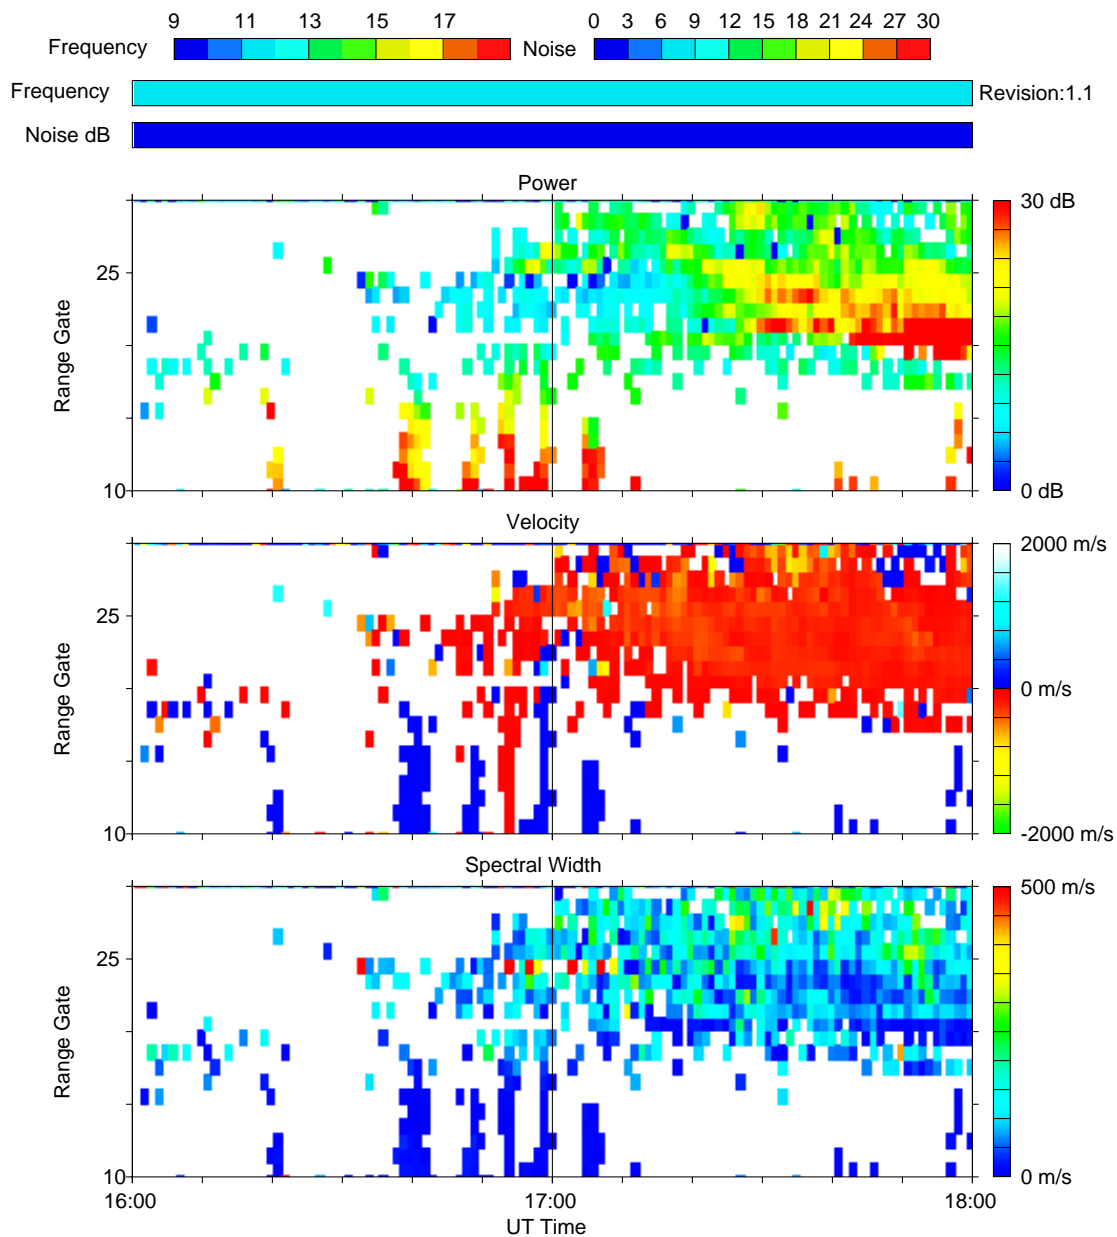 9 11 13 15 17 0 3 6 9 12 15 18 21 24 27 30
Frequency Noise
Frequency Revision:1.1
Noise dB
Power
30 dB
25
Range Gate
10 0 dB
Velocity
2000 m/s
25
Range Gate
0 m/s
10 -2000 m/s
Spectral Width
500 m/s
25
Range Gate
10 0 m/s
16:00 17:00 18:00
UT Time